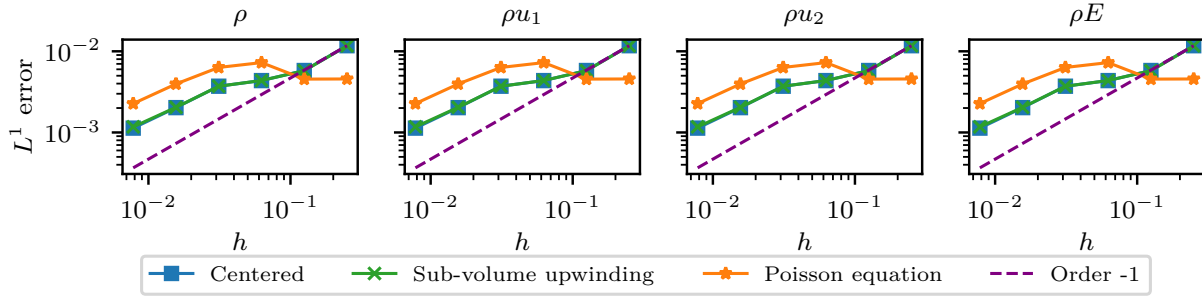 ρ ρu₁ ρu₂ ρE
L¹ error
10⁻²
10⁻³
10⁻² 10⁻¹ 10⁻² 10⁻¹ 10⁻² 10⁻¹ 10⁻² 10⁻¹
h h h h
Centered Sub-volume upwinding Poisson equation Order -1